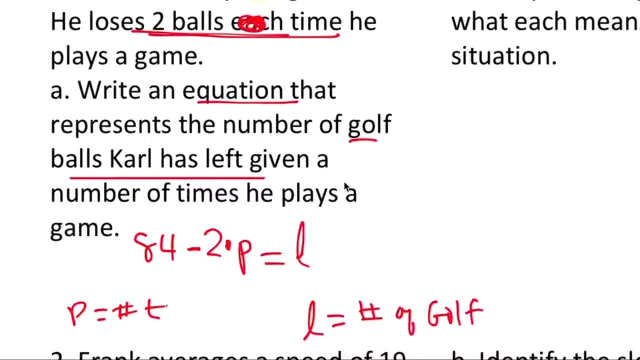 He loses 2 balls each time he
plays a game.
a. Write an equation that
represents the number of golf
balls Karl has left given a
number of times he plays a
game.
84 - 2·p = l
p = # t
l = # of Golf
2. Frank averages a speed of 19
what each mean
situation.
b. Identify the sl